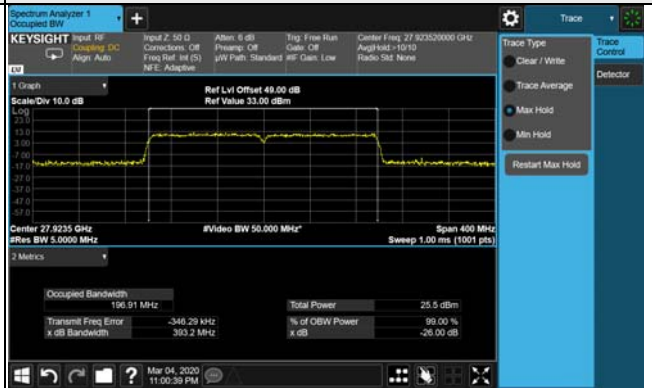 Spectrum Analyzer 1
Occupied BW
+
Trace
KEYSIGHT
Input: RF
Coupling: DC
Align: Auto
Input Z: 50 Ω
Corrections: Off
Freq Ref: Int (S)
NFE: Adaptive
Atten: 6 dB
Preamp: Off
µW Path: Standard
Trig: Free Run
Gate: Off
#IF Gain: Low
Center Freq: 27.923520000 GHz
Avg|Hold:>10/10
Radio Std: None
1 Graph
Scale/Div 10.0 dB
Ref Lvl Offset 49.00 dB
Ref Value 33.00 dBm
Log
23.0
13.0
3.00
-7.00
-17.0
-27.0
-37.0
-47.0
-57.0
Center 27.9235 GHz
#Res BW 5.0000 MHz
#Video BW 50.000 MHz*
Span 400 MHz
Sweep 1.00 ms (1001 pts)
2 Metrics
Occupied Bandwidth
196.91 MHz
Total Power 25.5 dBm
Transmit Freq Error -346.29 kHz
% of OBW Power 99.00 %
x dB Bandwidth 393.2 MHz
x dB -26.00 dB
Mar 04, 2020
11:00:39 PM
?
Trace Type
Clear / Write
Trace Average
Max Hold
Min Hold
Restart Max Hold
Trace
Control
Detector